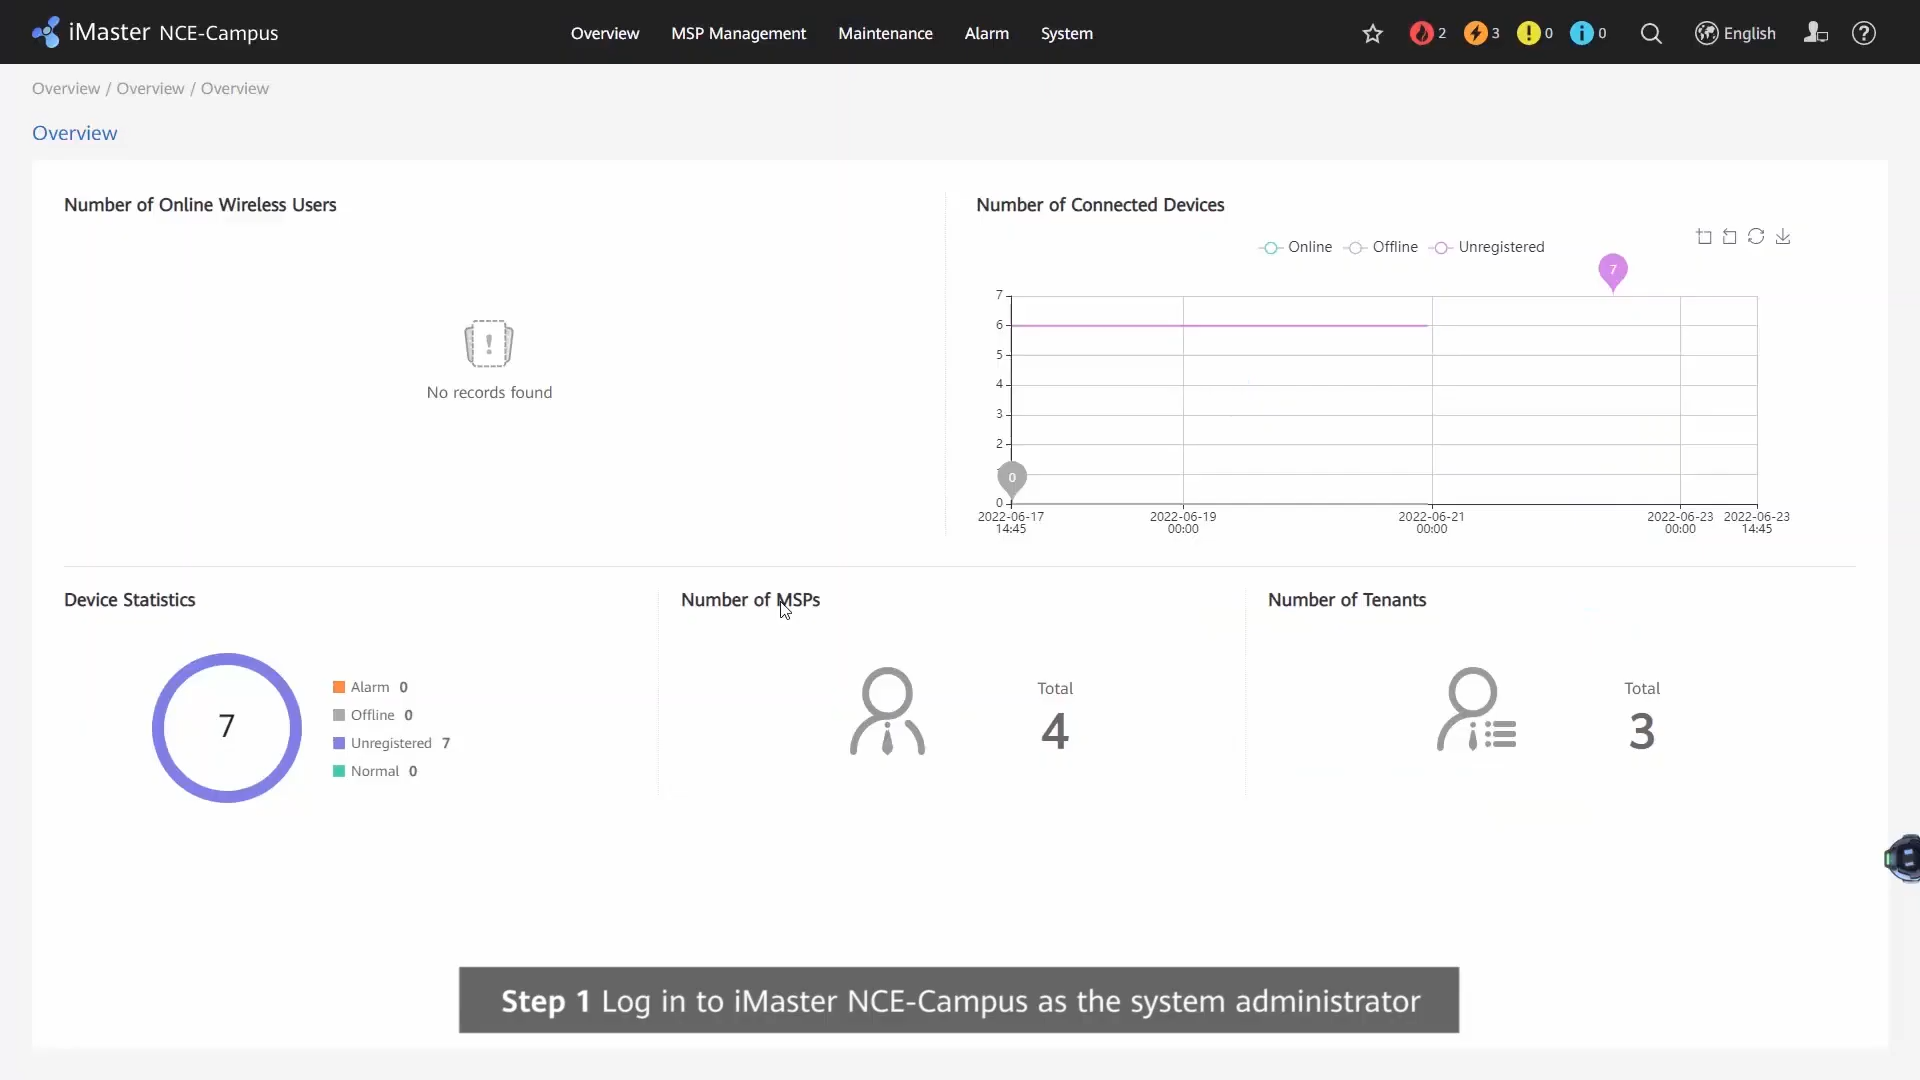 iMaster NCE-Campus
Overview MSP Management Maintenance Alarm System
2 3 0 0 English
Overview / Overview / Overview
Overview
Number of Online Wireless Users
No records found
Number of Connected Devices
Online Offline Unregistered
7
7
6
5
4
3
2
0
0
2022-06-17 14:45
2022-06-19 00:00
2022-06-21 00:00
2022-06-23 00:00
2022-06-23 14:45
Device Statistics
7
Alarm 0
Offline 0
Unregistered 7
Normal 0
Number of MSPs
Total
4
Number of Tenants
Total
3
Step 1 Log in to iMaster NCE-Campus as the system administrator